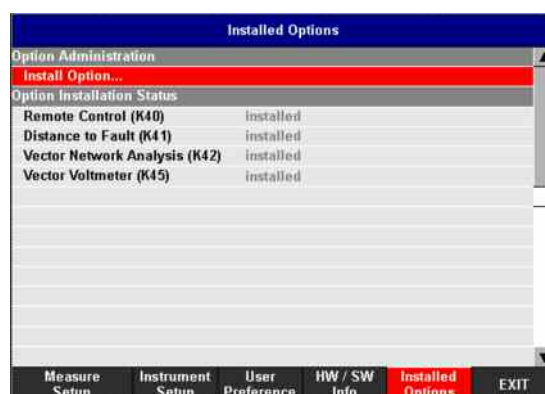 Installed Options
Option Administration
Install Option...
Option Installation Status
Remote Control (K40) installed
Distance to Fault (K41) installed
Vector Network Analysis (K42) installed
Vector Voltmeter (K45) installed
Measure Setup
Instrument Setup
User Preference
HW / SW Info
Installed Options
EXIT